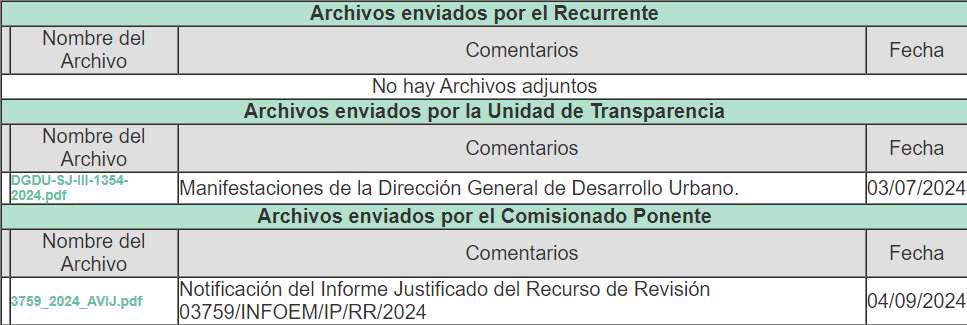 Archivos enviados por el Recurrente
Nombre del
Archivo
Comentarios
Fecha
No hay Archivos adjuntos
Archivos enviados por la Unidad de Transparencia
Nombre del
Archivo
Comentarios
Fecha
DGDU-SJ-III-1354-
2024.pdf
Manifestaciones de la Dirección General de Desarrollo Urbano.
03/07/2024
Archivos enviados por el Comisionado Ponente
Nombre del
Archivo
Comentarios
Fecha
3759_2024_AVIJ.pdf
Notificación del Informe Justificado del Recurso de Revisión
03759/INFOEM/IP/RR/2024
04/09/2024